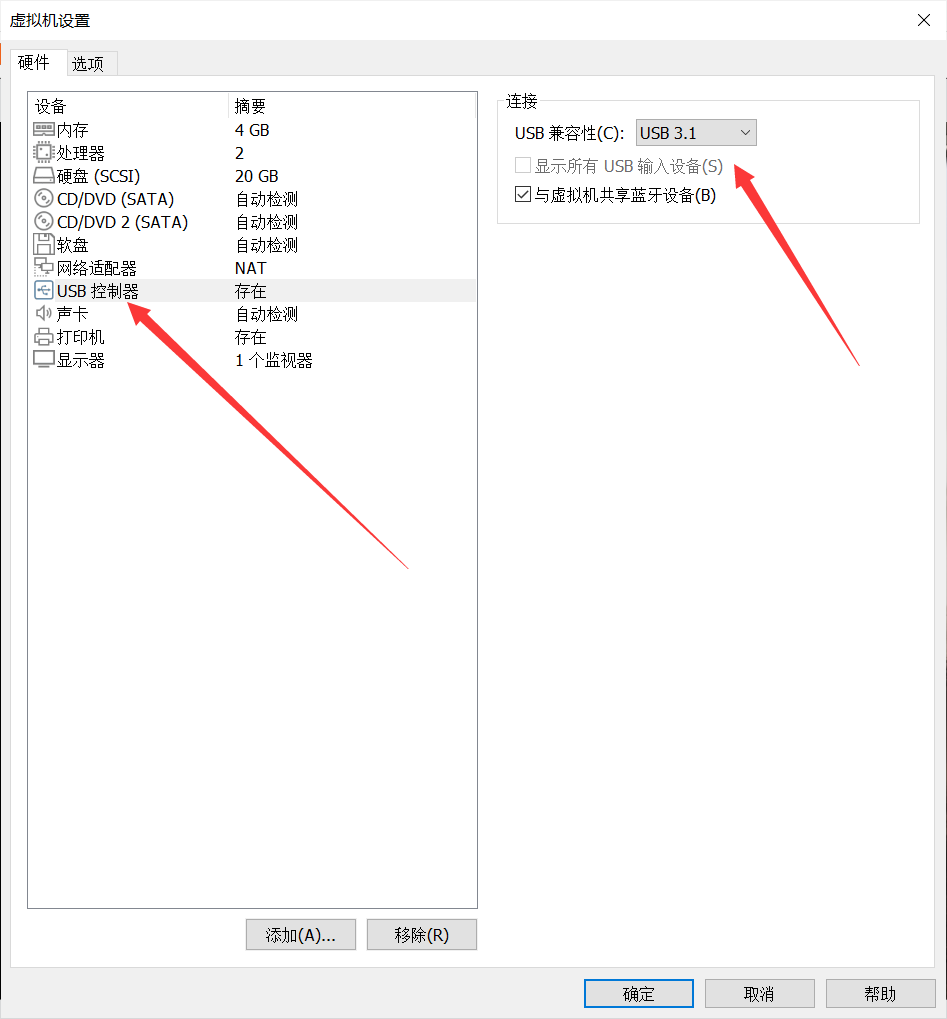 虚拟机设置
硬件 选项
设备 摘要
内存 4 GB
处理器 2
硬盘 (SCSI) 20 GB
CD/DVD (SATA) 自动检测
CD/DVD 2 (SATA) 自动检测
软盘 自动检测
网络适配器 NAT
USB 控制器 存在
声卡 自动检测
打印机 存在
显示器 1 个监视器
添加(A)... 移除(R)
连接
USB 兼容性(C): USB 3.1
显示所有 USB 输入设备(S)
与虚拟机共享蓝牙设备(B)
确定 取消 帮助